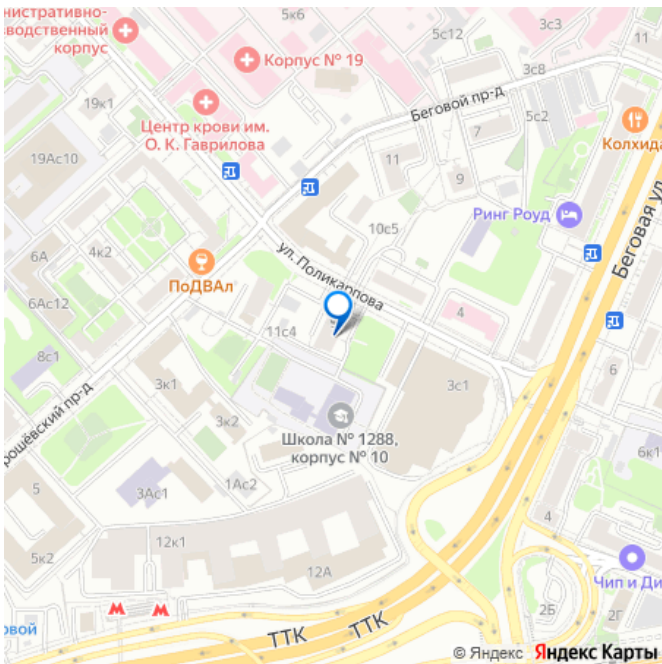 нистративно-
зводственный
корпус
5к6
5с12
3с3
11
Корпус № 19
3с8
19к1
Центр крови им.
О. К. Гаврилова
Беговой пр-д
5с2
7
Колхида
19Ас10
11
9
Ринг Роуд
6А
4к2
10с5
Беговая ул.
ПоДВАл
ул. Поликарпова
6Ас12
4
11с4
8с1
3к1
3с1
6
рошёвский пр-д
3к2
Школа № 1288,
корпус № 10
6к1
1Ас2
5
3Ас1
4
12к1
5к2
12А
Чип и Ди
2Б
2Г
ТТК
ТТК
овой
© Яндекс Яндекс Карты